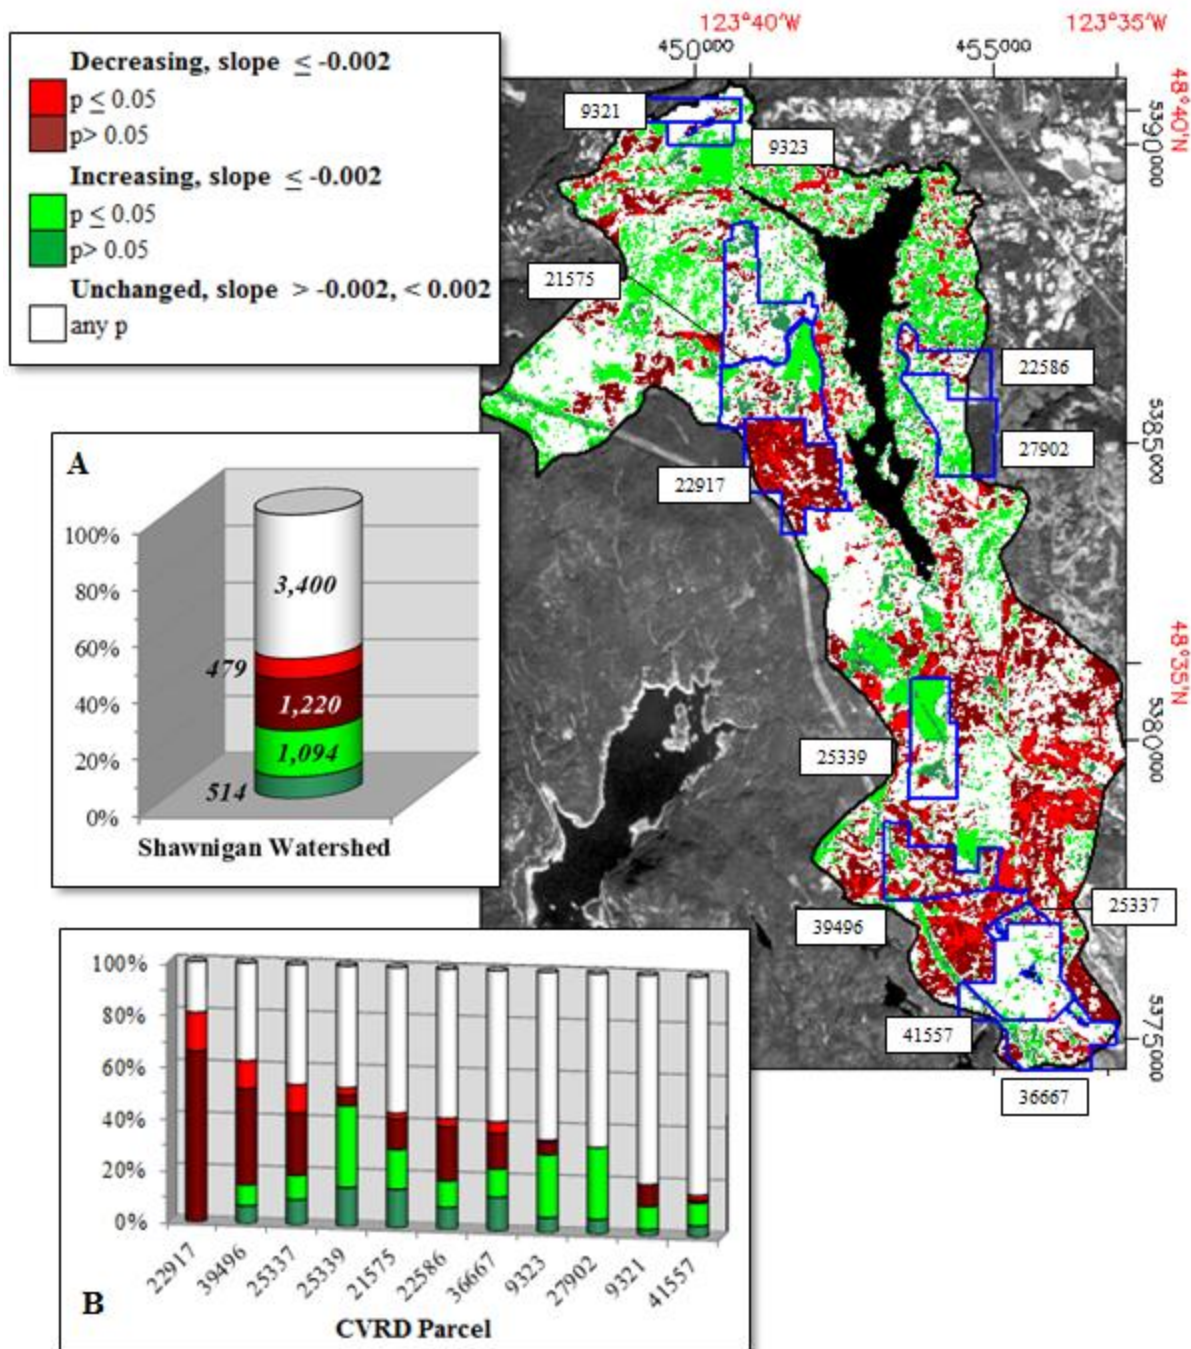 123°40'W
123°35'W
450000
455000
Decreasing, slope ≤ -0.002
p ≤ 0.05
p> 0.05
Increasing, slope ≤ -0.002
p ≤ 0.05
p> 0.05
Unchanged, slope > -0.002, < 0.002
any p
48°40'N
5390000
5385000
48°35'N
5380000
5375000
9321
9323
21575
22586
27902
22917
25339
25337
39496
41557
36667
A
100%
80%
60%
40%
20%
0%
3,400
479
1,220
1,094
514
Shawnigan Watershed
100%
80%
60%
40%
20%
0%
22917
39496
25337
25339
21575
22586
36667
9323
27902
9321
41557
B
CVRD Parcel